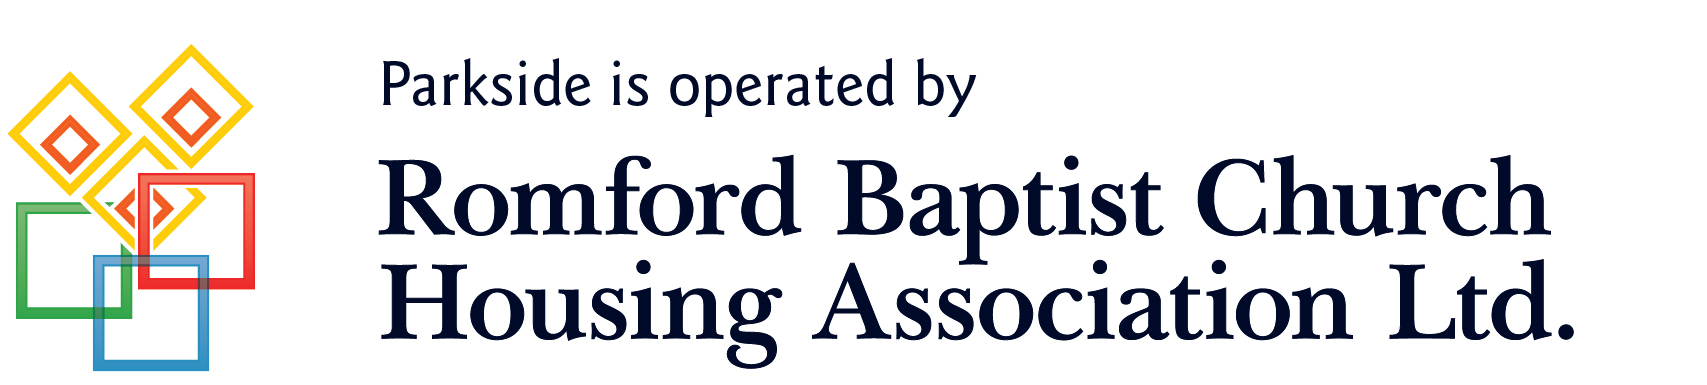 Parkside is operated by
Romford Baptist Church
Housing Association Ltd.